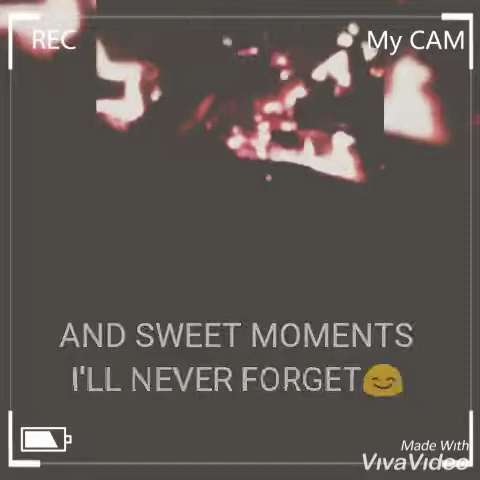 REC
My CAM
AND SWEET MOMENTS
I'LL NEVER FORGET😊
Made With
VivaVideo